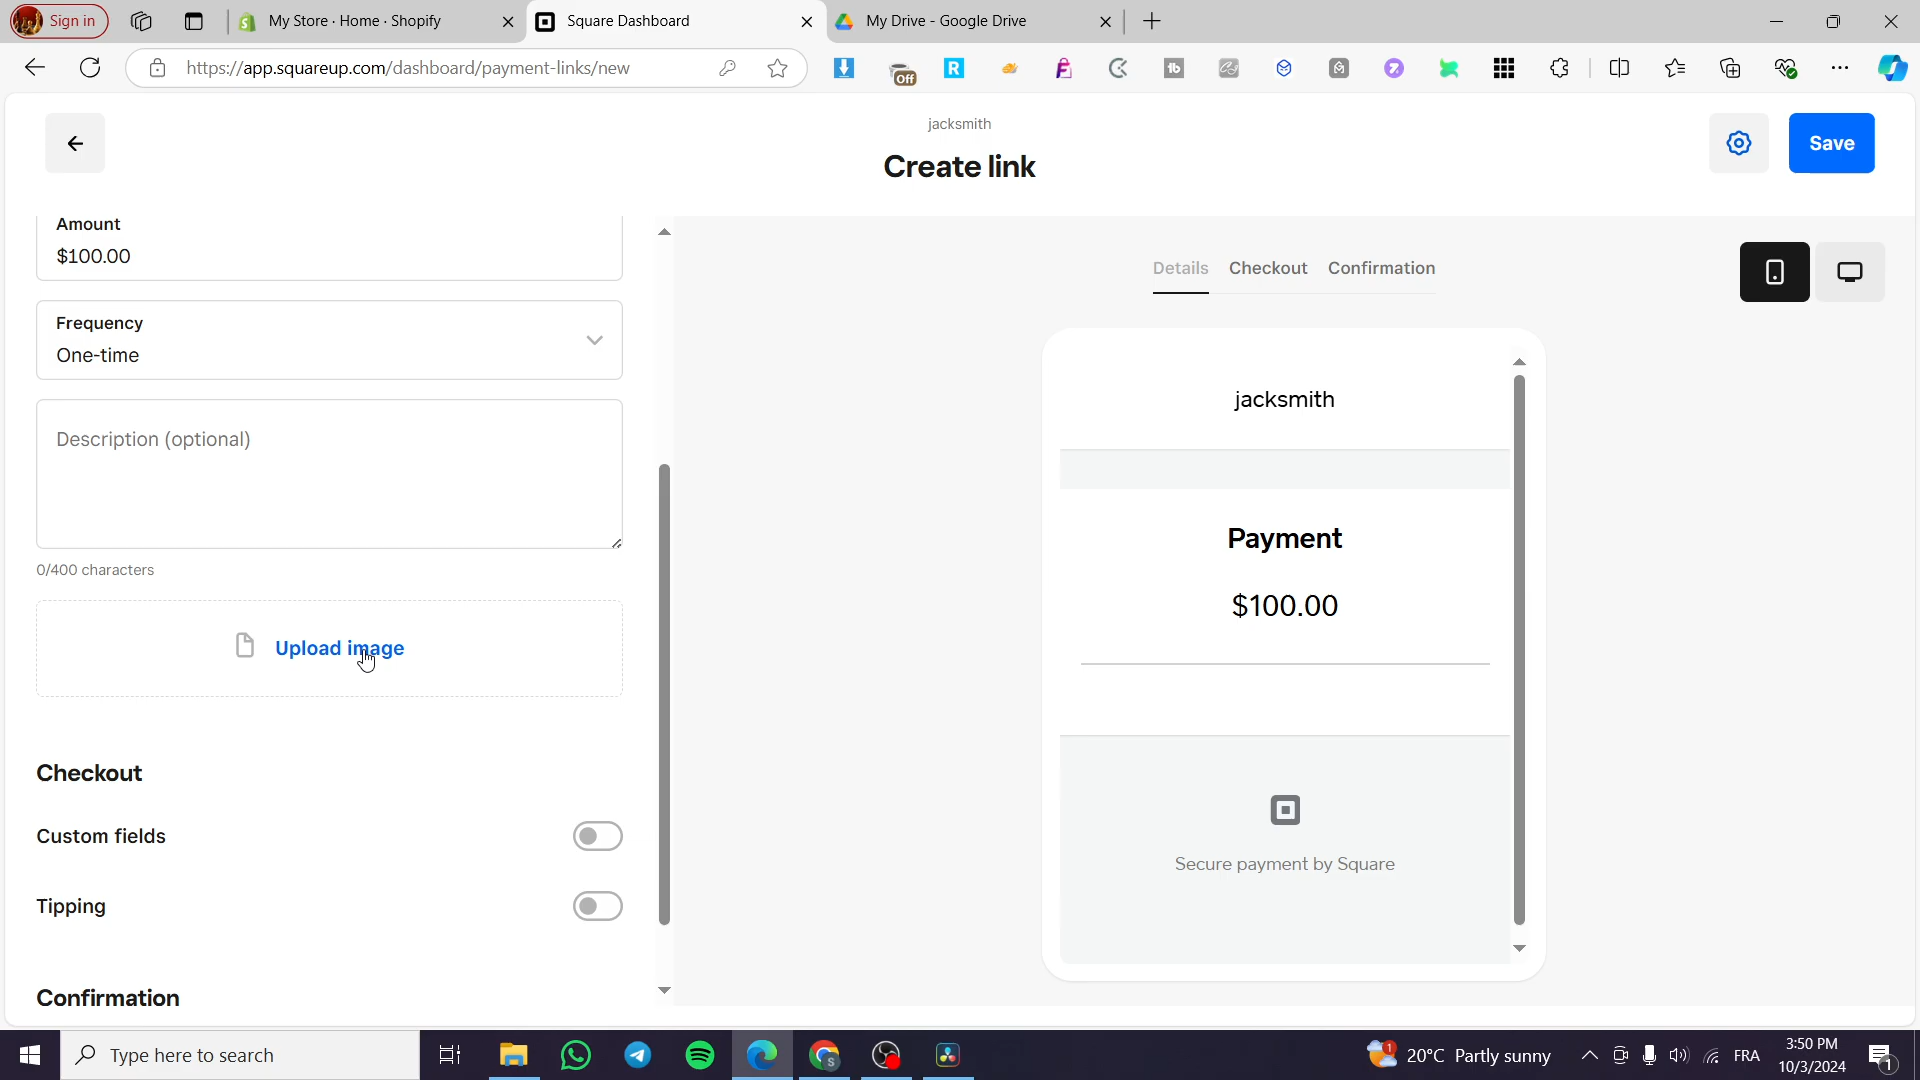 Sign in
My Store · Home · Shopify
Square Dashboard
My Drive - Google Drive
https://app.squareup.com/dashboard/payment-links/new
Off
jacksmith
Create link
Save
Amount
$100.00
Frequency
One-time
Description (optional)
0/400 characters
Upload image
Checkout
Custom fields
Tipping
Confirmation
Details Checkout Confirmation
jacksmith
Payment
$100.00
Secure payment by Square
Type here to search
20°C Partly sunny
FRA
3:50 PM
10/3/2024